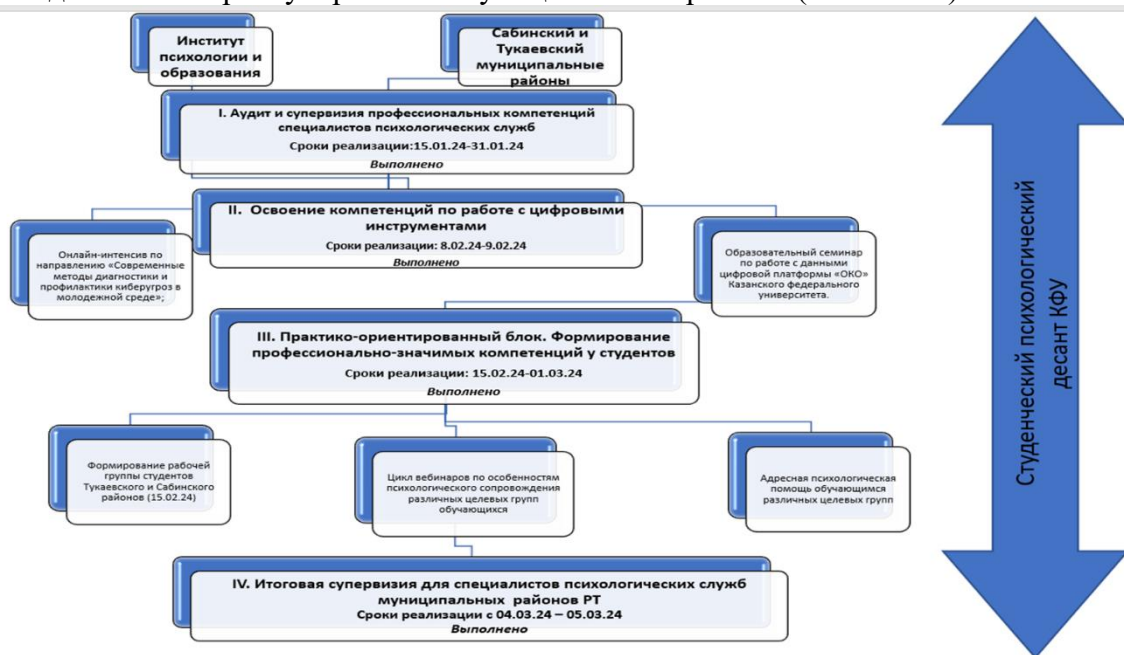 Институт
психологии и
образования
Сабинский и
Тукаевский
муниципальные
районы
I. Аудит и супервизия профессиональных компетенций
специалистов психологических служб
Сроки реализации:15.01.24-31.01.24
Выполнено
II. Освоение компетенций по работе с цифровыми
инструментами
Сроки реализации: 8.02.24-9.02.24
Выполнено
Онлайн-интенсив по
направлению «Современные
методы диагностики и
профилактики киберугроз в
молодежной среде»;
Образовательный семинар
по работе с данными
цифровой платформы «ОКО»
Казанского федерального
университета.
III. Практико-ориентированный блок. Формирование
профессионально-значимых компетенций у студентов
Сроки реализации: 15.02.24-01.03.24
Выполнено
Формирование рабочей
группы студентов
Тукаевского и Сабинского
районов (15.02.24)
Цикл вебинаров по особенностям
психологического сопровождения
различных целевых групп
обучающихся
Адресная психологическая
помощь обучающимся
различных целевых групп
IV. Итоговая супервизия для специалистов психологических служб
муниципальных районов РТ
Сроки реализации с 04.03.24 – 05.03.24
Выполнено
Студенческий психологический
десант КФУ